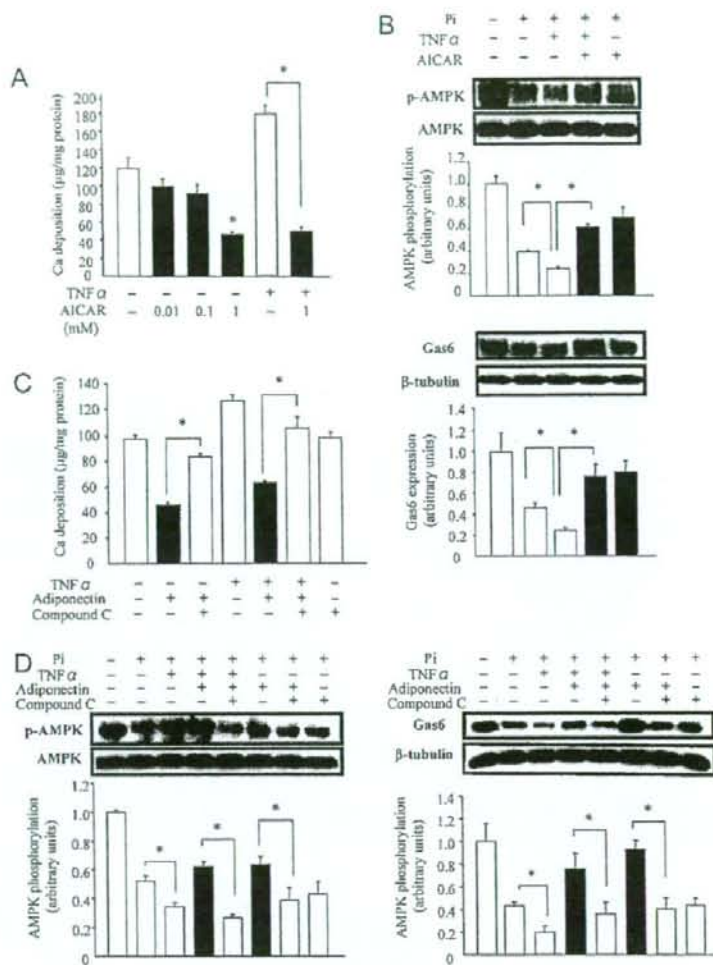 A
Ca deposition (µg/mg protein)
180
160
140
120
100
80
60
40
20
0
*
*
TNFα – + +
AICAR – 0.01 0.1 1 – 1
(mM)
B
Pi – + + + +
TNFα – – + + –
AICAR – – – + +
p-AMPK
AMPK
AMPK phosphorylation
(arbitrary units)
1.2
1.0
0.8
0.6
0.4
0.2
0
* *
Gas6
β-tubulin
Gas6 expression
(arbitrary units)
1.4
1.2
1.0
0.8
0.6
0.4
0.2
0
* *
C
Ca deposition (µg/mg protein)
140
120
100
80
60
40
20
0
* *
TNFα – – – + + + –
Adiponectin – + + – + + –
Compound C – – + – – + +
D
Pi – + + + + + + +
TNFα – – + + + – – –
Adiponectin – – – + + + + –
Compound C – – – – + – + +
p-AMPK
AMPK
AMPK phosphorylation
(arbitrary units)
1.2
1.0
0.8
0.6
0.4
0.2
0
* * *
Pi – + + + + + + +
TNFα – – + + + – – –
Adiponectin – – – + + + + –
Compound C – – – – + – + +
Gas6
β-tubulin
AMPK phosphorylation
(arbitrary units)
1.4
1.2
1.0
0.8
0.6
0.4
0.2
0
* * *